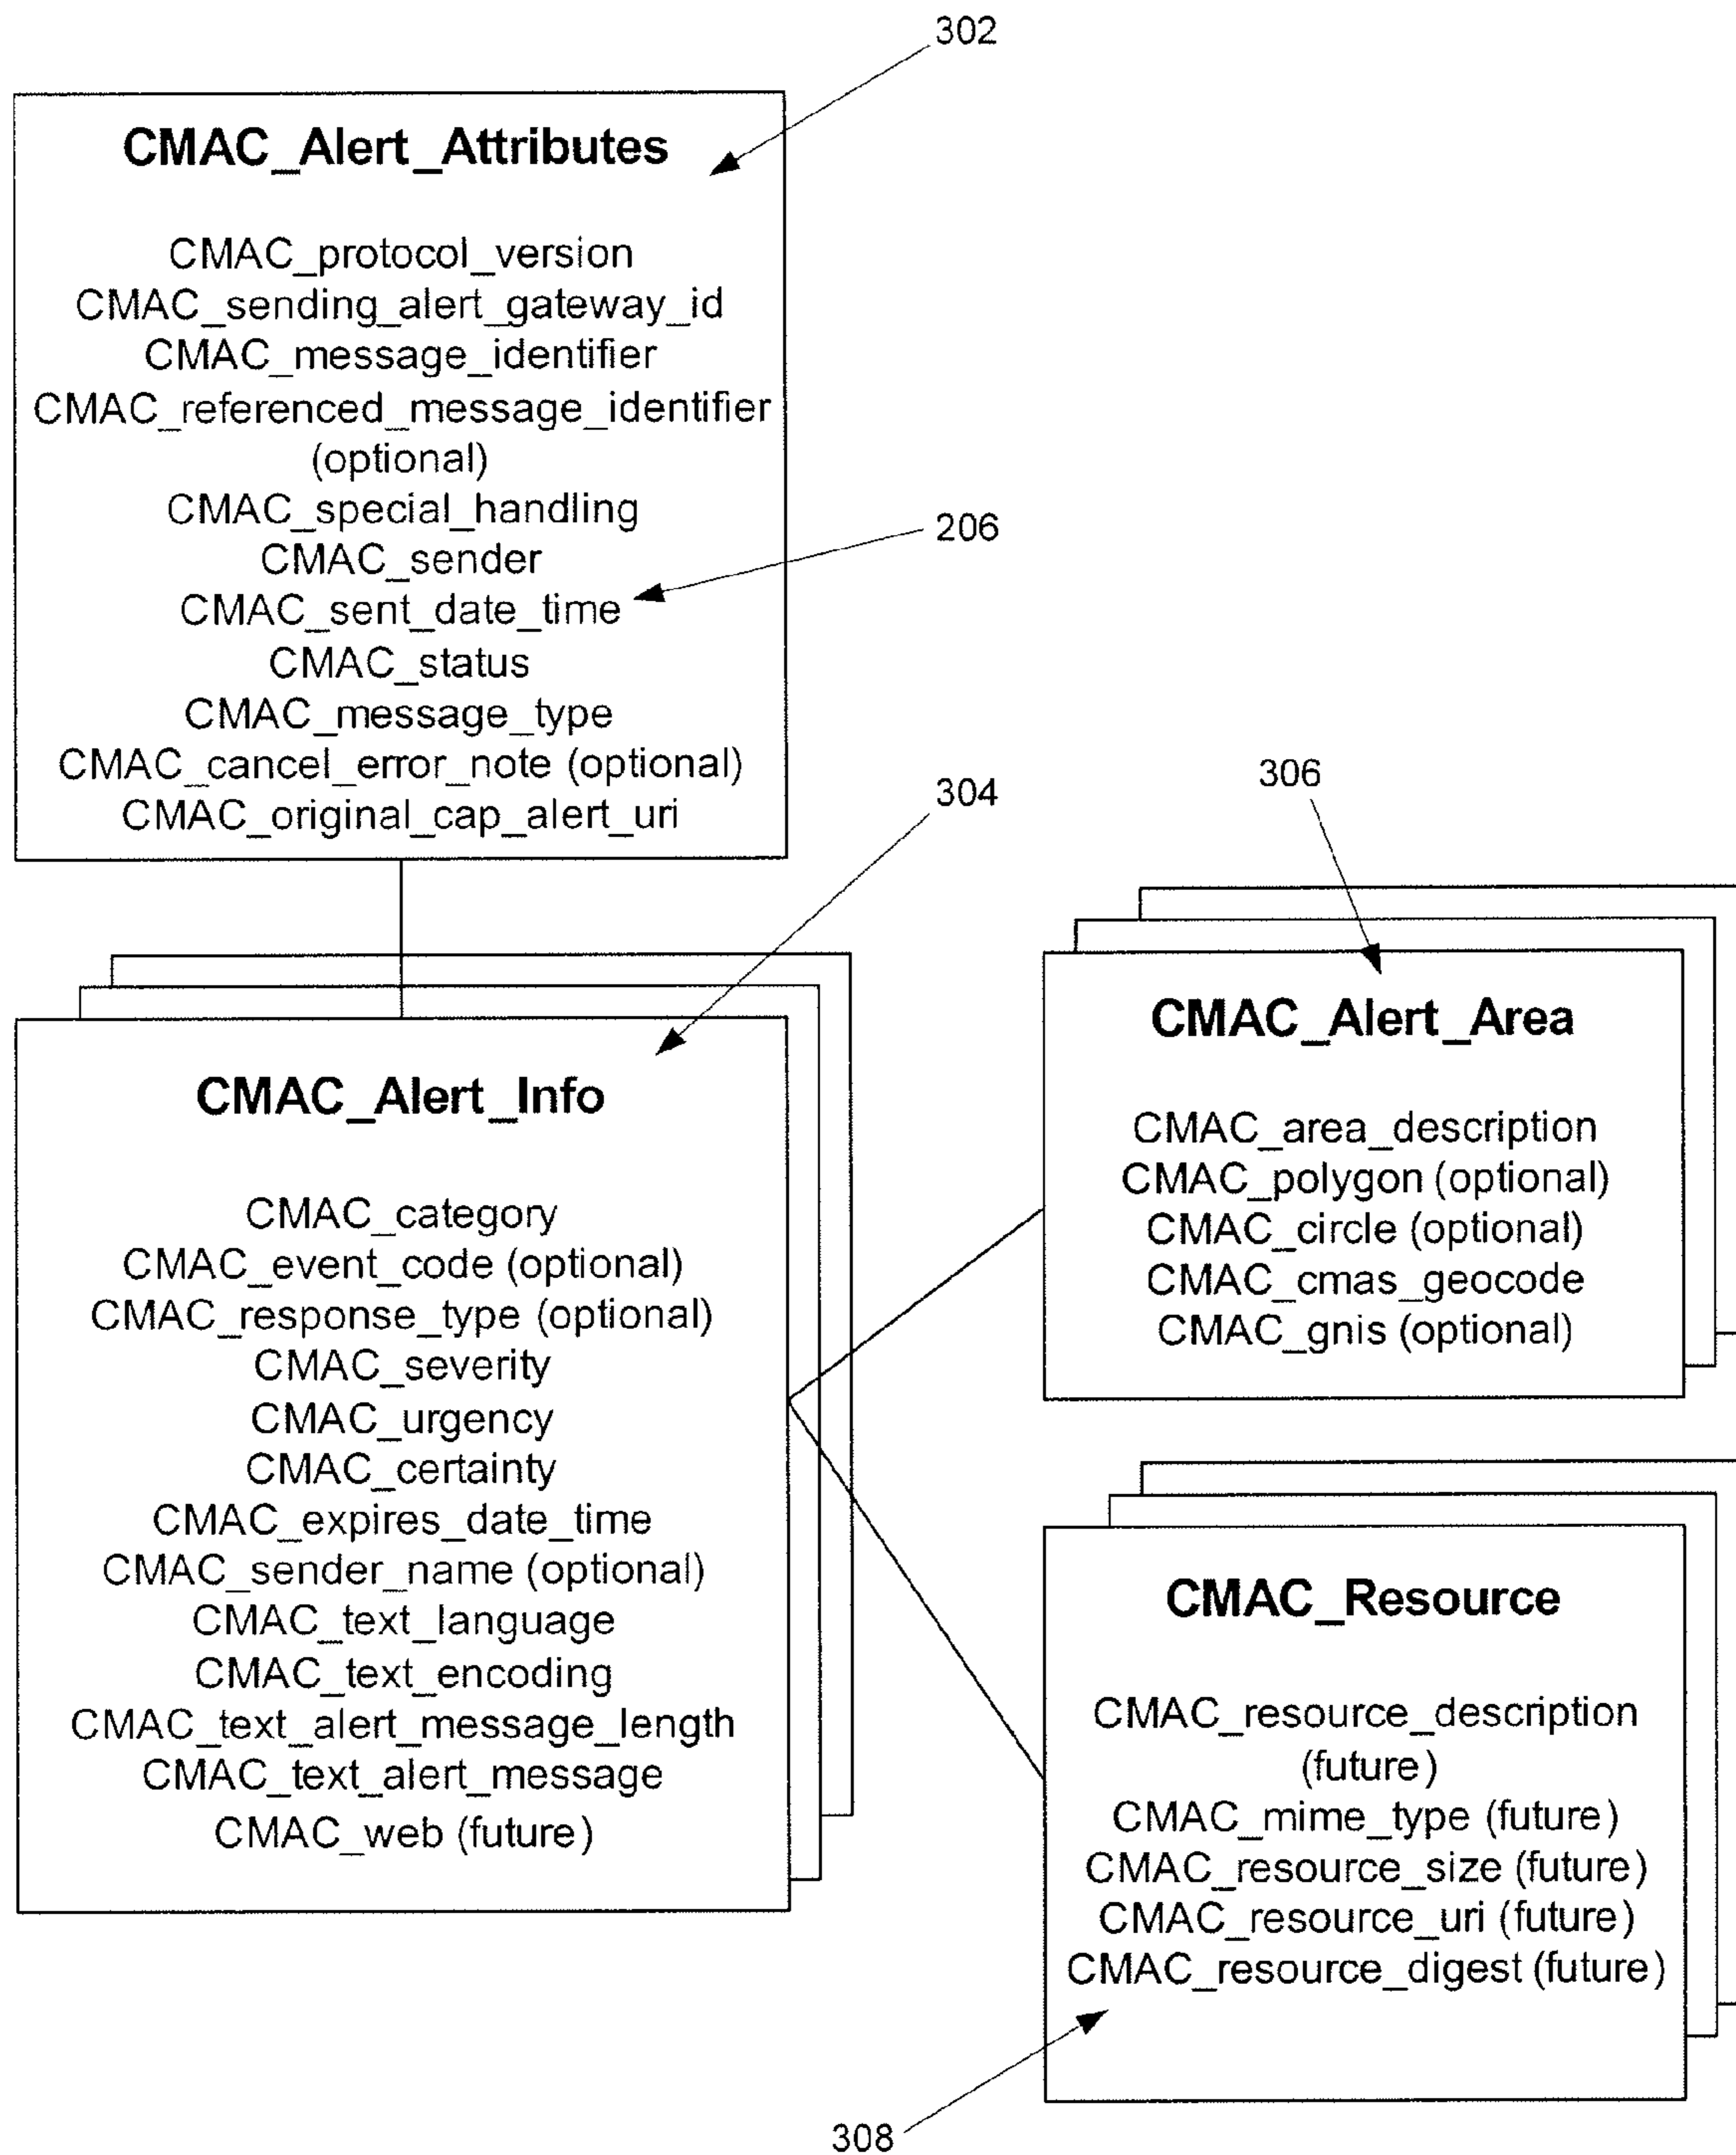 302
CMAC_Alert_Attributes
CMAC_protocol_version
CMAC_sending_alert_gateway_id
CMAC_message_identifier
CMAC_referenced_message_identifier
(optional)
CMAC_special_handling
CMAC_sender
206
CMAC_sent_date_time
CMAC_status
CMAC_message_type
CMAC_cancel_error_note (optional)
CMAC_original_cap_alert_uri
304
CMAC_Alert_Info
CMAC_category
CMAC_event_code (optional)
CMAC_response_type (optional)
CMAC_severity
CMAC_urgency
CMAC_certainty
CMAC_expires_date_time
CMAC_sender_name (optional)
CMAC_text_language
CMAC_text_encoding
CMAC_text_alert_message_length
CMAC_text_alert_message
CMAC_web (future)
306
CMAC_Alert_Area
CMAC_area_description
CMAC_polygon (optional)
CMAC_circle (optional)
CMAC_cmas_geocode
CMAC_gnis (optional)
CMAC_Resource
CMAC_resource_description
(future)
CMAC_mime_type (future)
CMAC_resource_size (future)
CMAC_resource_uri (future)
CMAC_resource_digest (future)
308